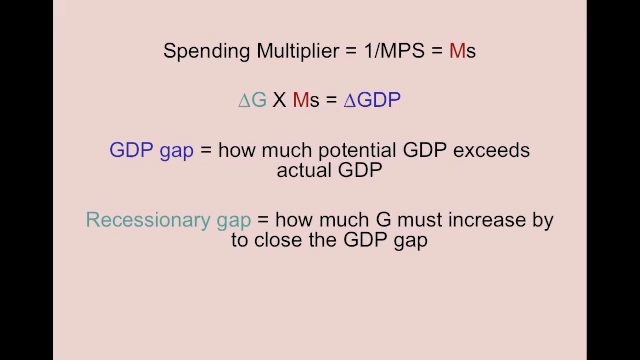 Spending Multiplier = 1/MPS = Ms
∆G X Ms = ∆GDP
GDP gap = how much potential GDP exceeds
actual GDP
Recessionary gap = how much G must increase by
to close the GDP gap